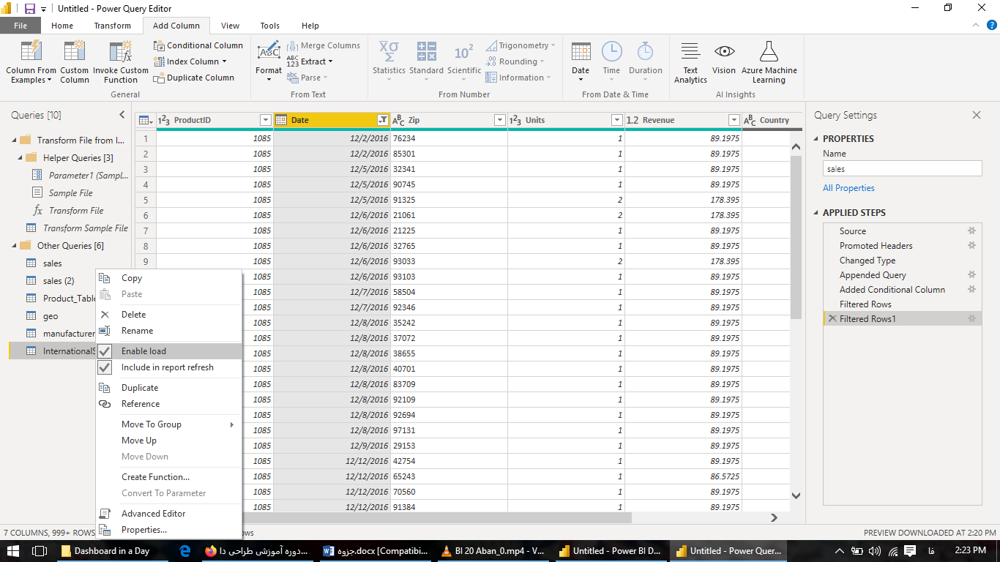 Untitled - Power Query Editor
File Home Transform Add Column View Tools Help
Column From Examples
Custom Column
Invoke Custom Function
Conditional Column
Index Column
Duplicate Column
General
Format
Merge Columns
Extract
Parse
From Text
Statistics
Standard
Scientific
Trigonometry
Rounding
Information
From Number
Date
Time
Duration
From Date & Time
Text Analytics
Vision
Azure Machine Learning
AI Insights
Queries [10]
Transform File from I...
Helper Queries [3]
Parameter1 (Sampl...
Sample File
Transform File
Transform Sample File
Other Queries [6]
sales
sales (2)
Product_Table
geo
manufacturer
InternationalS
Copy
Paste
Delete
Rename
Enable load
Include in report refresh
Duplicate
Reference
Move To Group
Move Up
Move Down
Create Function...
Convert To Parameter
Advanced Editor
Properties...
ProductID Date Zip Units Revenue Country
1 1085 12/2/2016 76234 1 89.1975
2 1085 12/2/2016 85301 1 89.1975
3 1085 12/5/2016 32341 1 89.1975
4 1085 12/5/2016 90745 1 89.1975
5 1085 12/5/2016 91325 2 178.395
6 1085 12/6/2016 21061 2 178.395
7 1085 12/6/2016 21225 1 89.1975
8 1085 12/6/2016 32765 1 89.1975
9 1085 12/6/2016 93033 2 178.395
1085 12/6/2016 93103 1 89.1975
1085 12/7/2016 58504 1 89.1975
1085 12/7/2016 92346 1 89.1975
1085 12/8/2016 35242 1 89.1975
1085 12/8/2016 37072 1 89.1975
1085 12/8/2016 38655 1 89.1975
1085 12/8/2016 40701 1 89.1975
1085 12/8/2016 83709 1 89.1975
1085 12/8/2016 92109 1 89.1975
1085 12/8/2016 92694 1 89.1975
1085 12/8/2016 97131 1 89.1975
1085 12/9/2016 29153 1 89.1975
1085 12/12/2016 42754 1 89.1975
1085 12/12/2016 65243 1 86.5725
1085 12/12/2016 70560 1 89.1975
1085 12/12/2016 91384 1 89.1975
Query Settings
PROPERTIES
Name
sales
All Properties
APPLIED STEPS
Source
Promoted Headers
Changed Type
Appended Query
Added Conditional Column
Filtered Rows
Filtered Rows1
7 COLUMNS, 999+ ROWS
PREVIEW DOWNLOADED AT 2:20 PM
Dashboard in a Day
دوره آموزشی طراحی دا...
جزوه.docx [Compatibi...
BI 20 Aban_0.mp4 - V...
Untitled - Power BI D...
Untitled - Power Quer...
فا
2:23 PM